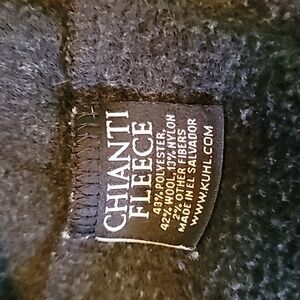 CHIANTI
FLEECE
43% POLYESTER,
42% WOOL, 13% NYLON
2% OTHER FIBERS
MADE IN EL SALVADOR
WWW.KUHL.COM